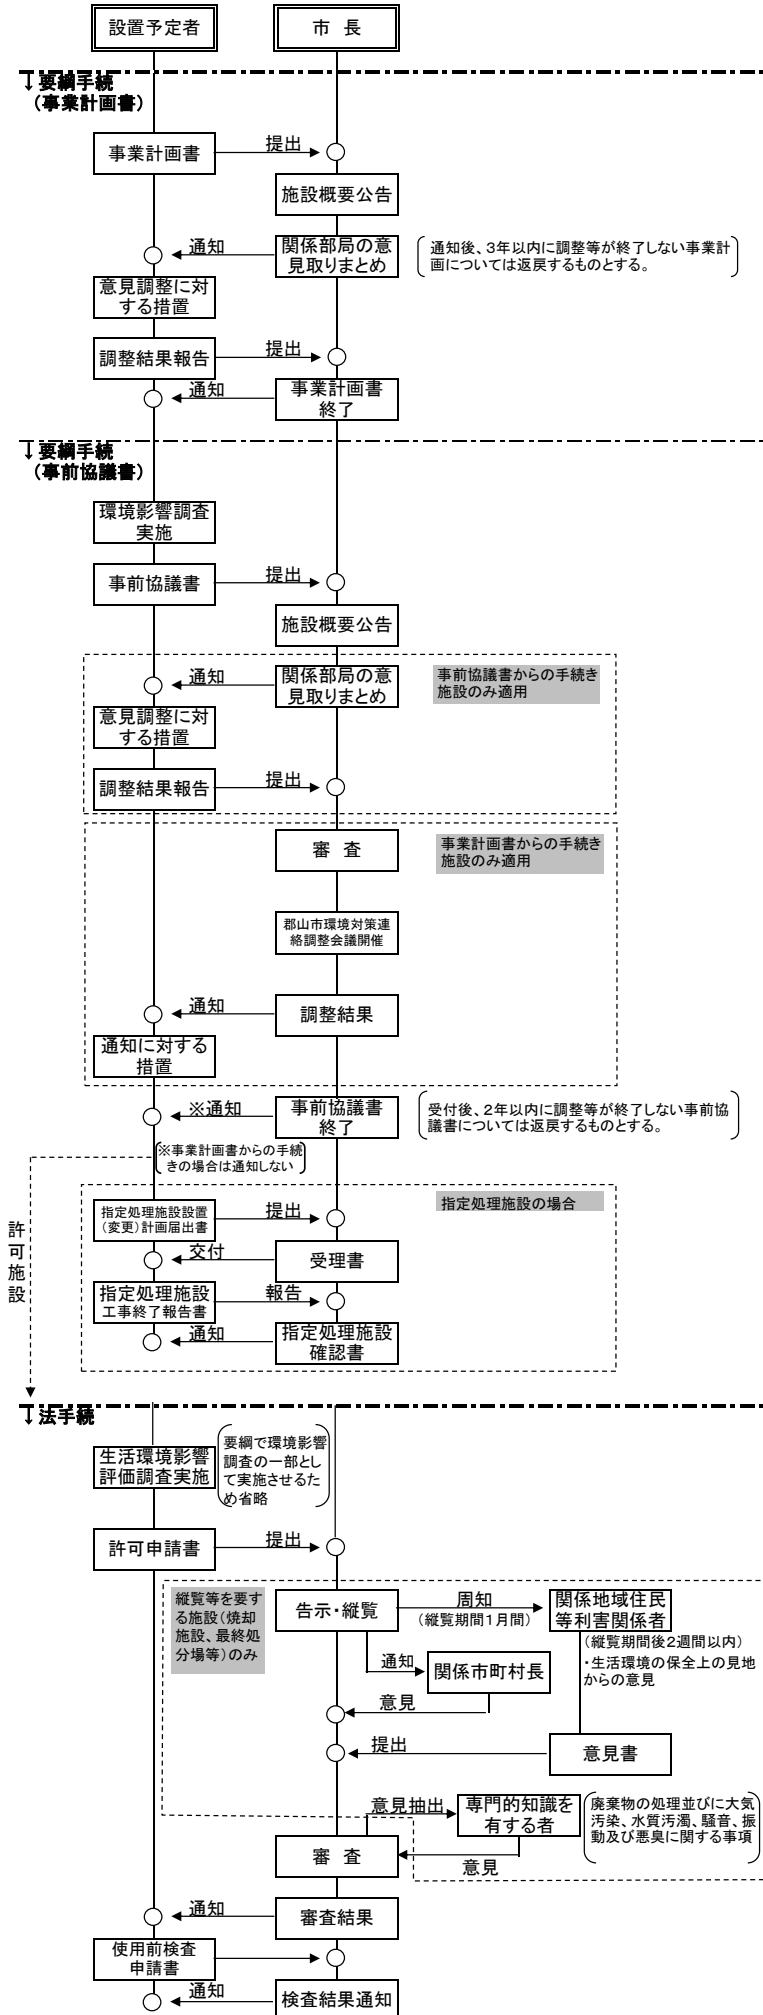 設置予定者
市 長
↓要綱手続
（事業計画書）
事業計画書
提出
施設概要公告
通知
関係部局の意
見取りまとめ
通知後、3年以内に調整等が終了しない事業計
画については返戻するものとする。
意見調整に対
する措置
調整結果報告
提出
通知
事業計画書
終了
↓要綱手続
（事前協議書）
環境影響調査
実施
事前協議書
提出
施設概要公告
通知
関係部局の意
見取りまとめ
事前協議書からの手続き
施設のみ適用
意見調整に対
する措置
調整結果報告
提出
審 査
事業計画書からの手続き
施設のみ適用
郡山市環境対策連
絡調整会議開催
通知
調整結果
通知に対する
措置
※通知
事前協議書
終了
受付後、2年以内に調整等が終了しない事前協
議書については返戻するものとする。
※事業計画書からの手続
きの場合は通知しない
許可施設
指定処理施設設置
（変更）計画届出書
提出
指定処理施設の場合
交付
受理書
指定処理施設
工事終了報告書
報告
通知
指定処理施設
確認書
↓法手続
生活環境影響
評価調査実施
要綱で環境影響
調査の一部とし
て実施させるた
め省略
許可申請書
提出
縦覧等を要す
る施設（焼却
施設、最終処
分場等）のみ
告示・縦覧
周知
（縦覧期間1月間）
関係地域住民
等利害関係者
（縦覧期間後2週間以内）
・生活環境の保全上の見地
からの意見
通知
関係市町村長
意見
提出
意見書
意見抽出
専門的知識を
有する者
廃棄物の処理並びに大気
汚染、水質汚濁、騒音、振
動及び悪臭に関する事項
審 査
意見
通知
審査結果
使用前検査
申請書
通知
検査結果通知